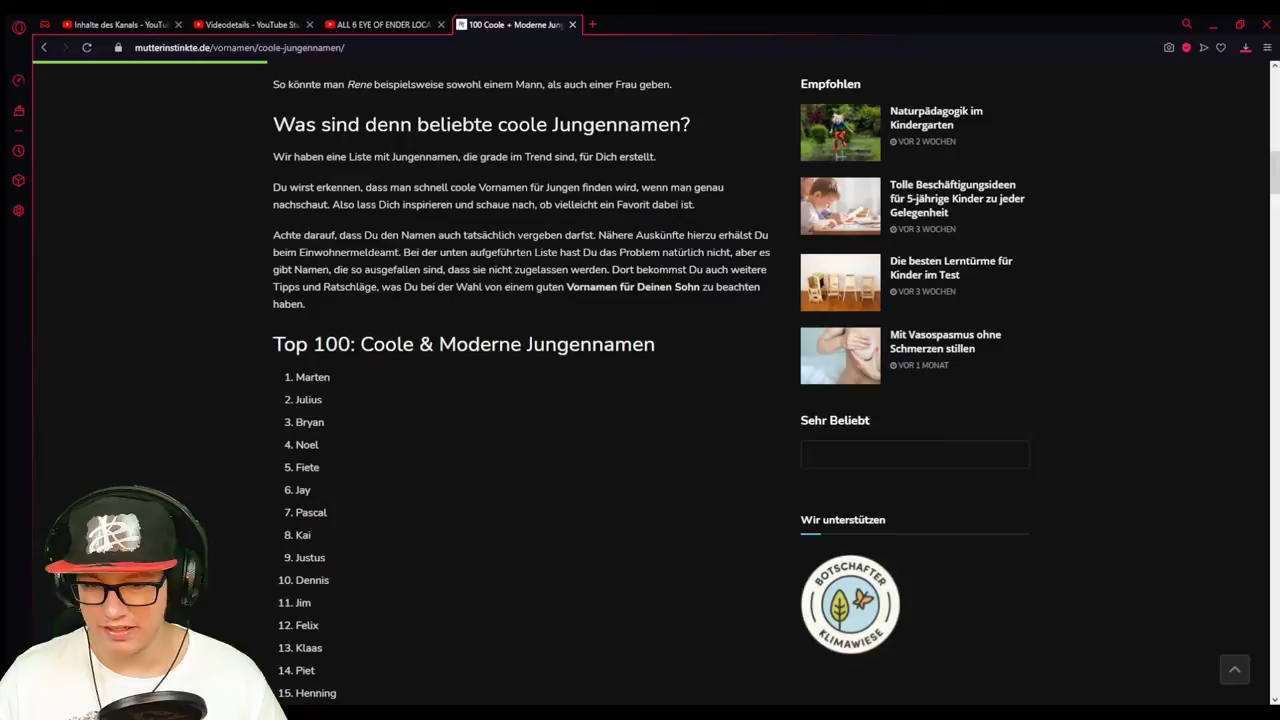 Inhalte des Kanals - YouTu
Videodetails - YouTube Stu
ALL 6 EYE OF ENDER LOCA
100 Coole + Moderne Jung
mutterinstinkte.de/vornamen/coole-jungennamen/
So könnte man Rene beispielsweise sowohl einem Mann, als auch einer Frau geben.
Was sind denn beliebte coole Jungennamen?
Wir haben eine Liste mit Jungennamen, die grade im Trend sind, für Dich erstellt.
Du wirst erkennen, dass man schnell coole Vornamen für Jungen finden wird, wenn man genau
nachschaut. Also lass Dich inspirieren und schaue nach, ob vielleicht ein Favorit dabei ist.
Achte darauf, dass Du den Namen auch tatsächlich vergeben darfst. Nähere Auskünfte hierzu erhälst Du
beim Einwohnermeldeamt. Bei der unten aufgeführten Liste hast Du das Problem natürlich nicht, aber es
gibt Namen, die so ausgefallen sind, dass sie nicht zugelassen werden. Dort bekommst Du auch weitere
Tipps und Ratschläge, was Du bei der Wahl von einem guten Vornamen für Deinen Sohn zu beachten
haben.
Top 100: Coole & Moderne Jungennamen
1. Marten
2. Julius
3. Bryan
4. Noel
5. Fiete
6. Jay
7. Pascal
8. Kai
9. Justus
10. Dennis
11. Jim
12. Felix
13. Klaas
14. Piet
15. Henning
Empfohlen
Naturpädagogik im
Kindergarten
VOR 2 WOCHEN
Tolle Beschäftigungsideen
für 5-jährige Kinder zu jeder
Gelegenheit
VOR 3 WOCHEN
Die besten Lerntürme für
Kinder im Test
VOR 3 WOCHEN
Mit Vasospasmus ohne
Schmerzen stillen
VOR 1 MONAT
Sehr Beliebt
Wir unterstützen
BOTSCHAFTER
KLIMAWIESE